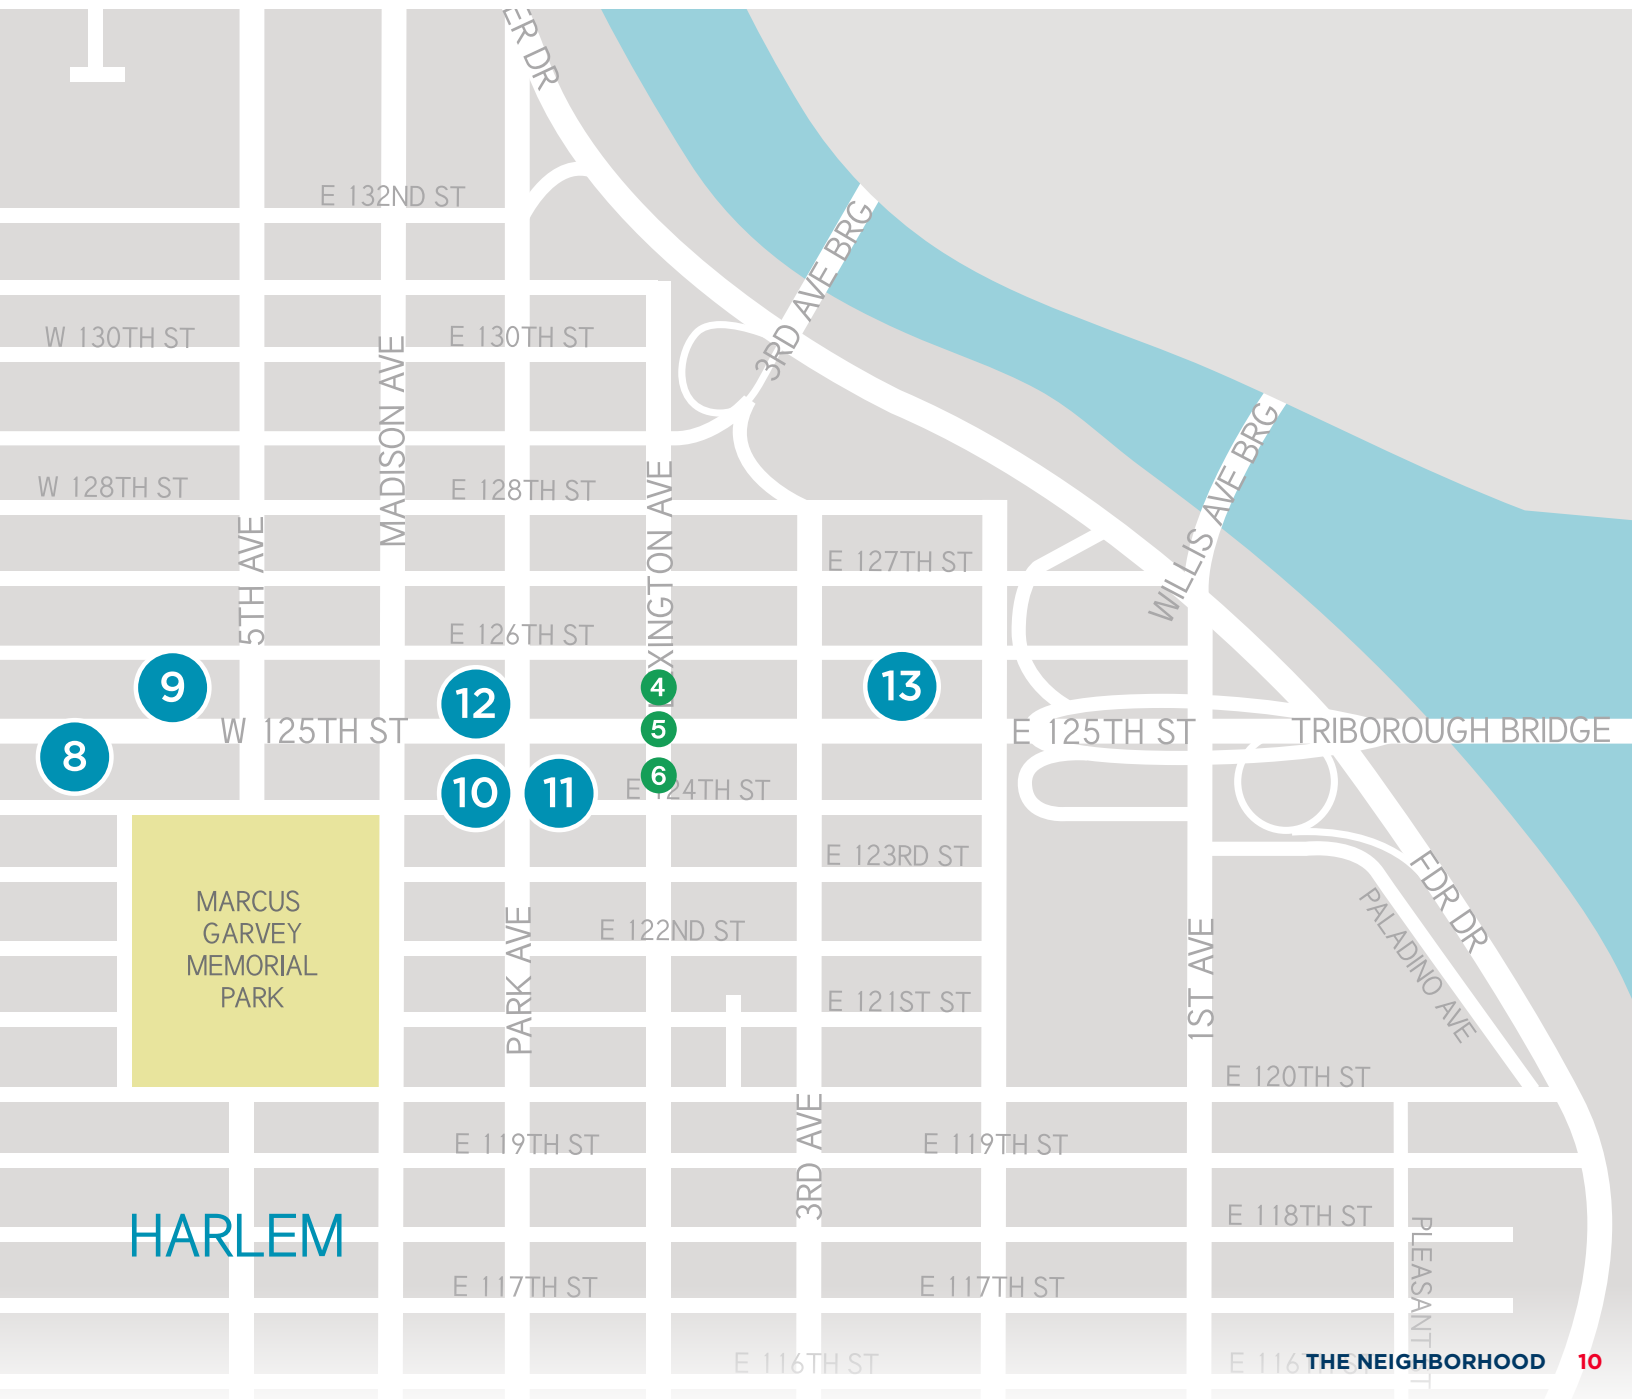 ER DR
E 132ND ST
3RD AVE BRG
W 130TH ST
E 130TH ST
MADISON AVE
WILLIS AVE BRG
W 128TH ST
E 128TH ST
XINGTON AVE
5TH AVE
E 127TH ST
E 126TH ST
9
12
4
13
8
W 125TH ST
5
E 125TH ST
TRIBOROUGH BRIDGE
10
11
6
E 124TH ST
E 123RD ST
FDR DR
PALADINO AVE
MARCUS
GARVEY
MEMORIAL
PARK
PARK AVE
E 122ND ST
1ST AVE
E 121ST ST
E 120TH ST
3RD AVE
E 119TH ST
E 119TH ST
HARLEM
E 118TH ST
PLEASANT
E 117TH ST
E 117TH ST
E 116TH ST
E 116TH ST
THE NEIGHBORHOOD 10